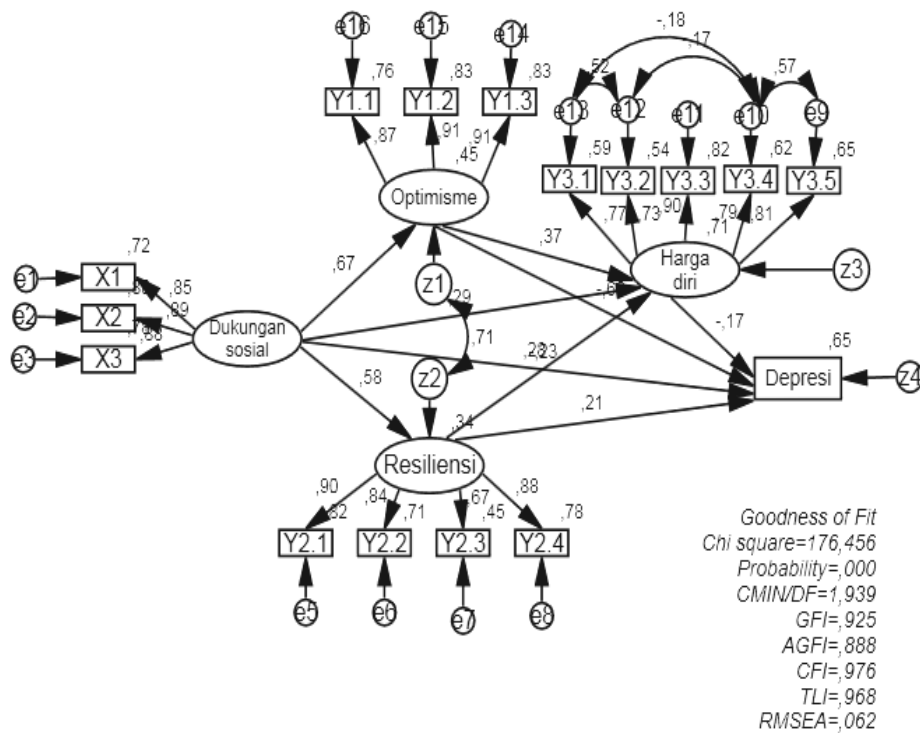 e16 e15 e14
-,18
,17
,76 ,83 ,83
,52 ,57
e13 e12 e11 e10 e9
Y1.1 Y1.2 Y1.3
,59 ,54 ,82 ,62 ,65
,87 ,91 ,91
,45
Y3.1 Y3.2 Y3.3 Y3.4 Y3.5
Optimisme
,77 ,73 ,90 ,79 ,81
,71
,72
,67 ,37
Harga
diri
z3
e1 X1 ,85
z1
,29
-,17
e2 X2 ,89
Dukungan
sosial
,71
e3 X3 ,88
,65
,28 ,23
z2
Depresi z4
,58
,21
,34
Resiliensi
,90 ,84 ,67 ,88
,82 ,71 ,45 ,78
Y2.1 Y2.2 Y2.3 Y2.4
e5 e6 e7 e8
Goodness of Fit
Chi square=176,456
Probability=,000
CMIN/DF=1,939
GFI=,925
AGFI=,888
CFI=,976
TLI=,968
RMSEA=,062